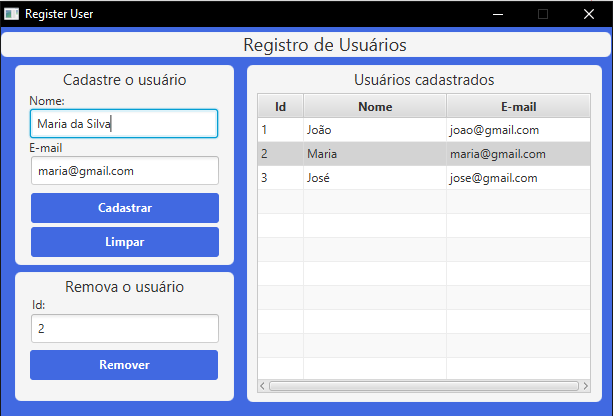 Register User
Registro de Usuários
Cadastre o usuário
Nome:
Maria da Silva
E-mail
maria@gmail.com
Cadastrar
Limpar
Remova o usuário
Id:
2
Remover
Usuários cadastrados
Id Nome E-mail
1 João joao@gmail.com
2 Maria maria@gmail.com
3 José jose@gmail.com